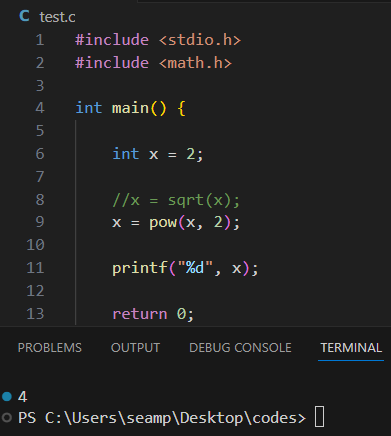 C test.c
1 #include <stdio.h>
2 #include <math.h>
3
4 int main() {
5
6     int x = 2;
7
8     //x = sqrt(x);
9     x = pow(x, 2);
10
11     printf("%d", x);
12
13     return 0;
PROBLEMS OUTPUT DEBUG CONSOLE TERMINAL
4
PS C:\Users\seamp\Desktop\codes>